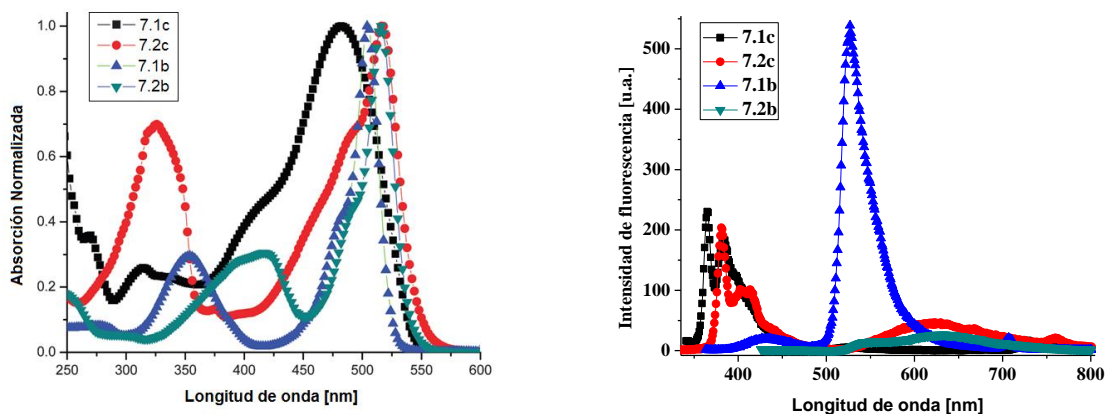 7.1c
7.2c
7.1b
7.2b
Absorción Normalizada
1.0
0.8
0.6
0.4
0.2
0.0
250 300 350 400 450 500 550 600
Longitud de onda [nm]
7.1c
7.2c
7.1b
7.2b
Intensidad de fluorescencia [u.a.]
500
400
300
200
100
0
400 500 600 700 800
Longitud de onda [nm]